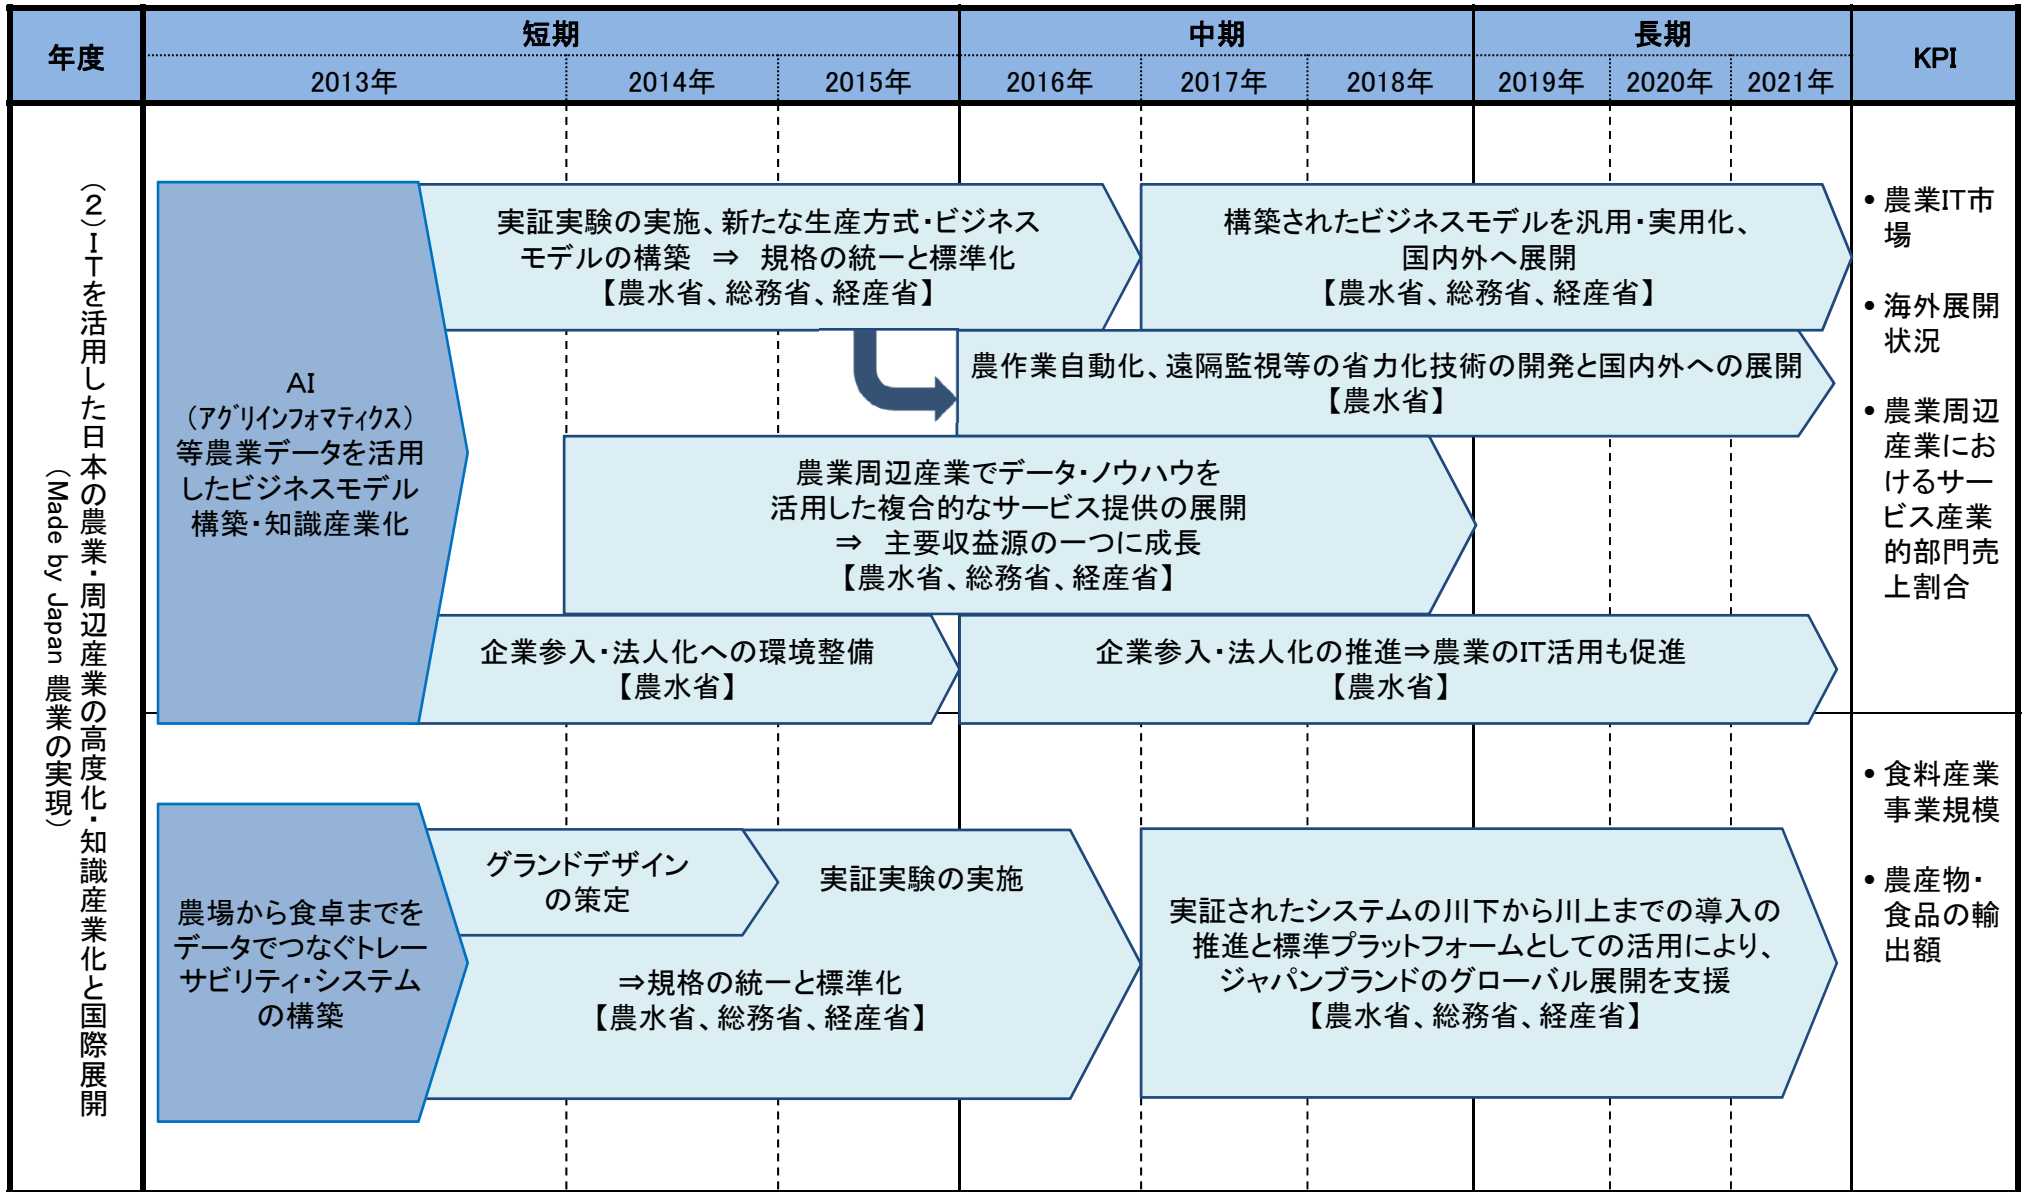 年度
短期
中期
長期
KPI
2013年
2014年
2015年
2016年
2017年
2018年
2019年
2020年
2021年
（２）ＩＴを活用した日本の農業・周辺産業の高度化・知識産業化と国際展開
（Made by Japan 農業の実現）
AI
（アグリインフォマティクス）
等農業データを活用
したビジネスモデル
構築・知識産業化
実証実験の実施、新たな生産方式・ビジネス
モデルの構築　⇒　規格の統一と標準化
【農水省、総務省、経産省】
構築されたビジネスモデルを汎用・実用化、
国内外へ展開
【農水省、総務省、経産省】
農作業自動化、遠隔監視等の省力化技術の開発と国内外への展開
【農水省】
農業周辺産業でデータ・ノウハウを
活用した複合的なサービス提供の展開
⇒　主要収益源の一つに成長
【農水省、総務省、経産省】
企業参入・法人化への環境整備
【農水省】
企業参入・法人化の推進⇒農業のIT活用も促進
【農水省】
• 農業IT市
場
• 海外展開
状況
• 農業周辺
産業にお
けるサー
ビス産業
的部門売
上割合
農場から食卓までを
データでつなぐトレー
サビリティ・システム
の構築
グランドデザイン
の策定
実証実験の実施
⇒規格の統一と標準化
【農水省、総務省、経産省】
実証されたシステムの川下から川上までの導入の
推進と標準プラットフォームとしての活用により、
ジャパンブランドのグローバル展開を支援
【農水省、総務省、経産省】
• 食料産業
事業規模
• 農産物・
食品の輸
出額